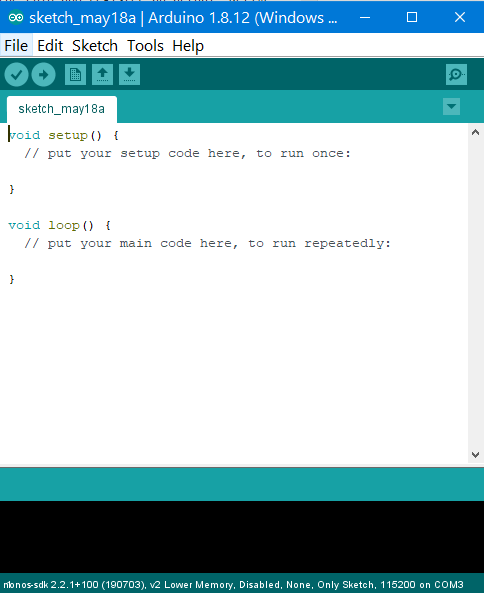 sketch_may18a | Arduino 1.8.12 (Windows ...
File Edit Sketch Tools Help
sketch_may18a
void setup() {
  // put your setup code here, to run once:
}
void loop() {
  // put your main code here, to run repeatedly:
}
nonos-sdk 2.2.1+100 (190703), v2 Lower Memory, Disabled, None, Only Sketch, 115200 on COM3